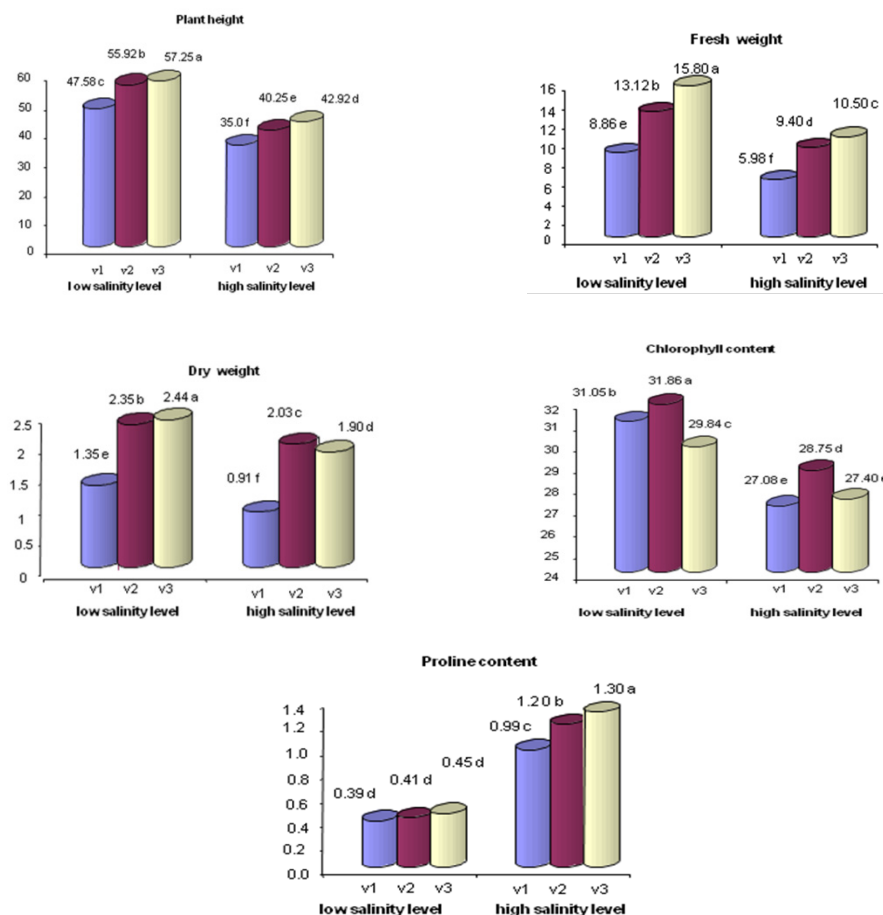 Plant height
47.58 c
55.92 b
57.25 a
35.0 f
40.25 e
42.92 d
60
50
40
30
20
10
0
v1 v2 v3
v1 v2 v3
low salinity level
high salinity level
Fresh weight
8.86 e
13.12 b
15.80 a
5.98 f
9.40 d
10.50 c
16
14
12
10
8
6
4
2
0
v1 v2 v3
v1 v2 v3
low salinity level
high salinity level
Dry weight
1.35 e
2.35 b
2.44 a
0.91 f
2.03 c
1.90 d
2.5
2
1.5
1
0.5
0
v1 v2 v3
v1 v2 v3
low salinity level
high salinity level
Chlorophyll content
31.05 b
31.86 a
29.84 c
27.08 e
28.75 d
27.40
32
31
30
29
28
27
26
25
24
v1 v2 v3
v1 v2 v3
low salinity level
high salinity level
Proline content
0.39 d
0.41 d
0.45 d
0.99 c
1.20 b
1.30 a
1.4
1.2
1.0
0.8
0.6
0.4
0.2
0.0
v1 v2 v3
v1 v2 v3
low salinity level
high salinity level